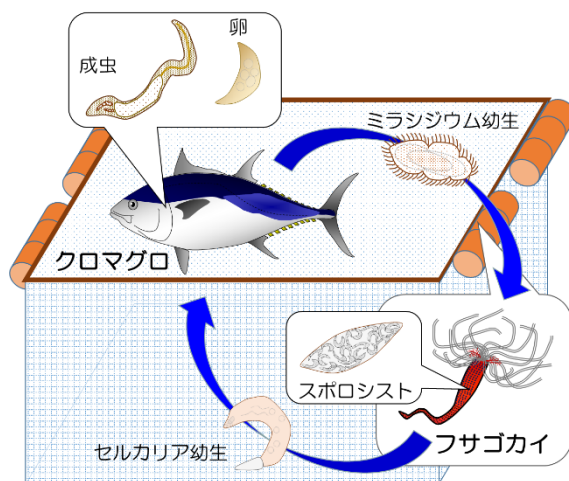 卵
成虫
ミラシジウム幼生
クロマグロ
スポロシスト
セルカリア幼生
フサゴカイ